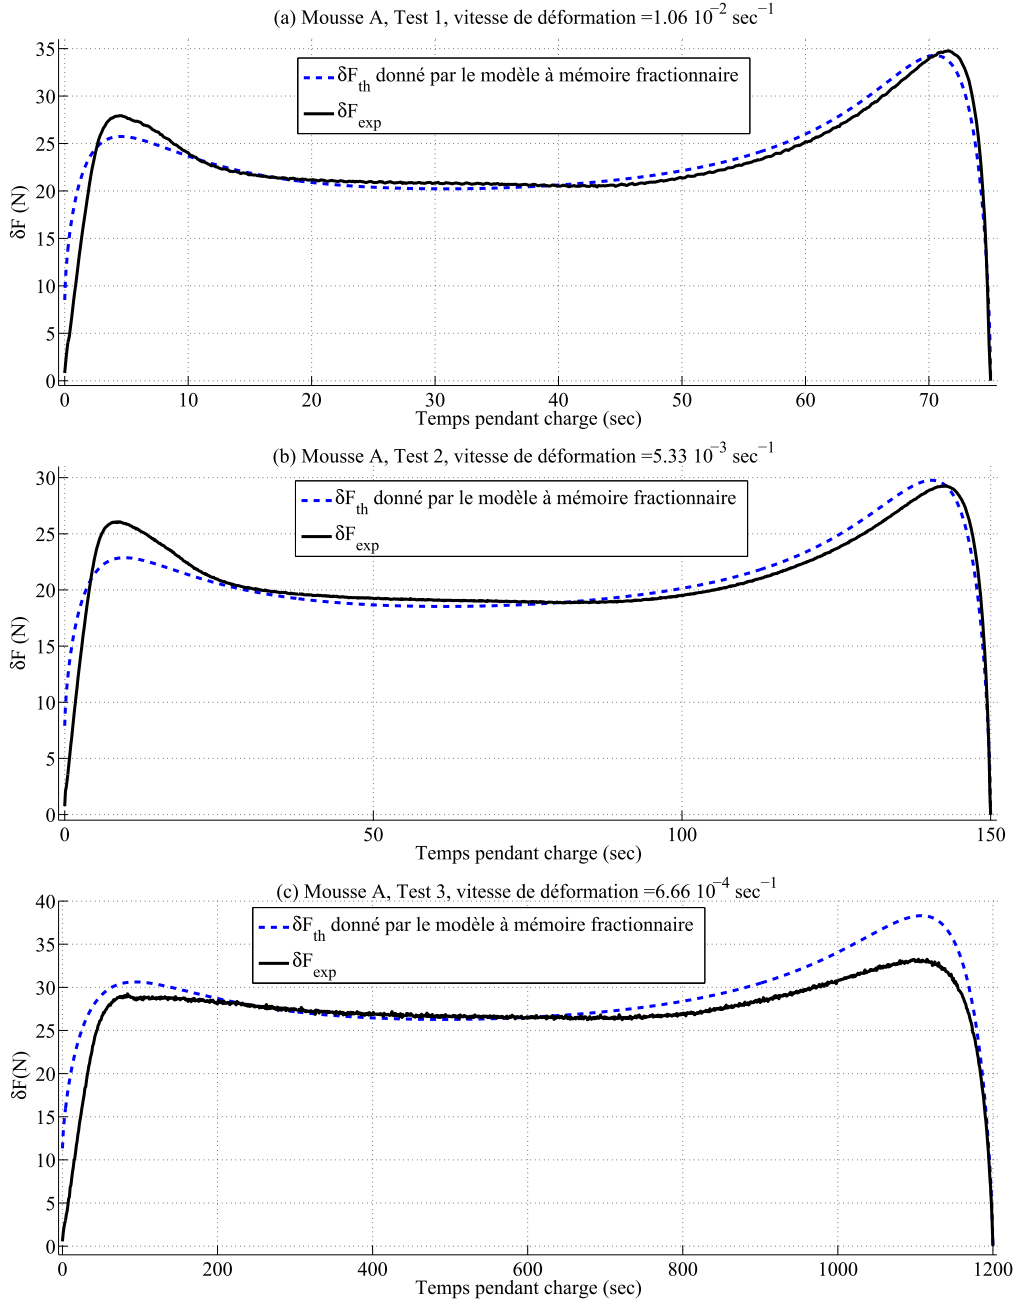 (a) Mousse A, Test 1, vitesse de déformation =1.06 10⁻² sec⁻¹
35
30
25
20
15
10
5
0
δF (N)
δF_th donné par le modèle à mémoire fractionnaire
δF_exp
0 10 20 30 40 50 60 70
Temps pendant charge (sec)
(b) Mousse A, Test 2, vitesse de déformation =5.33 10⁻³ sec⁻¹
30
25
20
15
10
5
0
δF (N)
δF_th donné par le modèle à mémoire fractionnaire
δF_exp
0 50 100 150
Temps pendant charge (sec)
(c) Mousse A, Test 3, vitesse de déformation =6.66 10⁻⁴ sec⁻¹
40
35
30
25
20
15
10
5
0
δF(N)
δF_th donné par le modèle à mémoire fractionnaire
δF_exp
0 200 400 600 800 1000 1200
Temps pendant charge (sec)